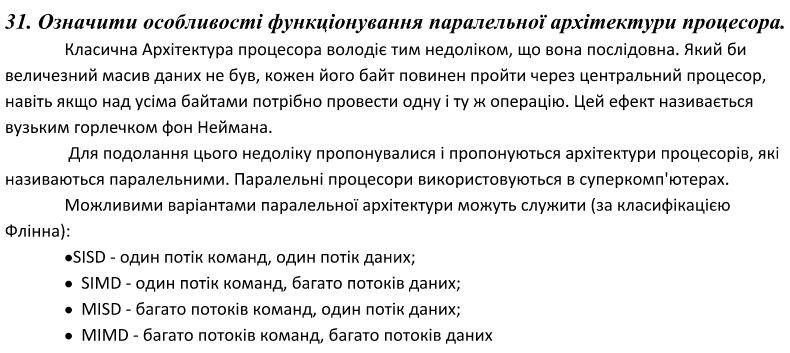 31. Означити особливості функціонування паралельної архітектури процесора.
Класична Архітектура процесора володіє тим недоліком, що вона послідовна. Який би
величезний масив даних не був, кожен його байт повинен пройти через центральний процесор,
навіть якщо над усіма байтами потрібно провести одну і ту ж операцію. Цей ефект називається
вузьким горлечком фон Неймана.
Для подолання цього недоліку пропонувалися і пропонуються архітектури процесорів, які
називаються паралельними. Паралельні процесори використовуються в суперкомп'ютерах.
Можливими варіантами паралельної архітектури можуть служити (за класифікацією
Флінна):
•SISD - один потік команд, один потік даних;
• SIMD - один потік команд, багато потоків даних;
• MISD - багато потоків команд, один потік даних;
• MIMD - багато потоків команд, багато потоків даних